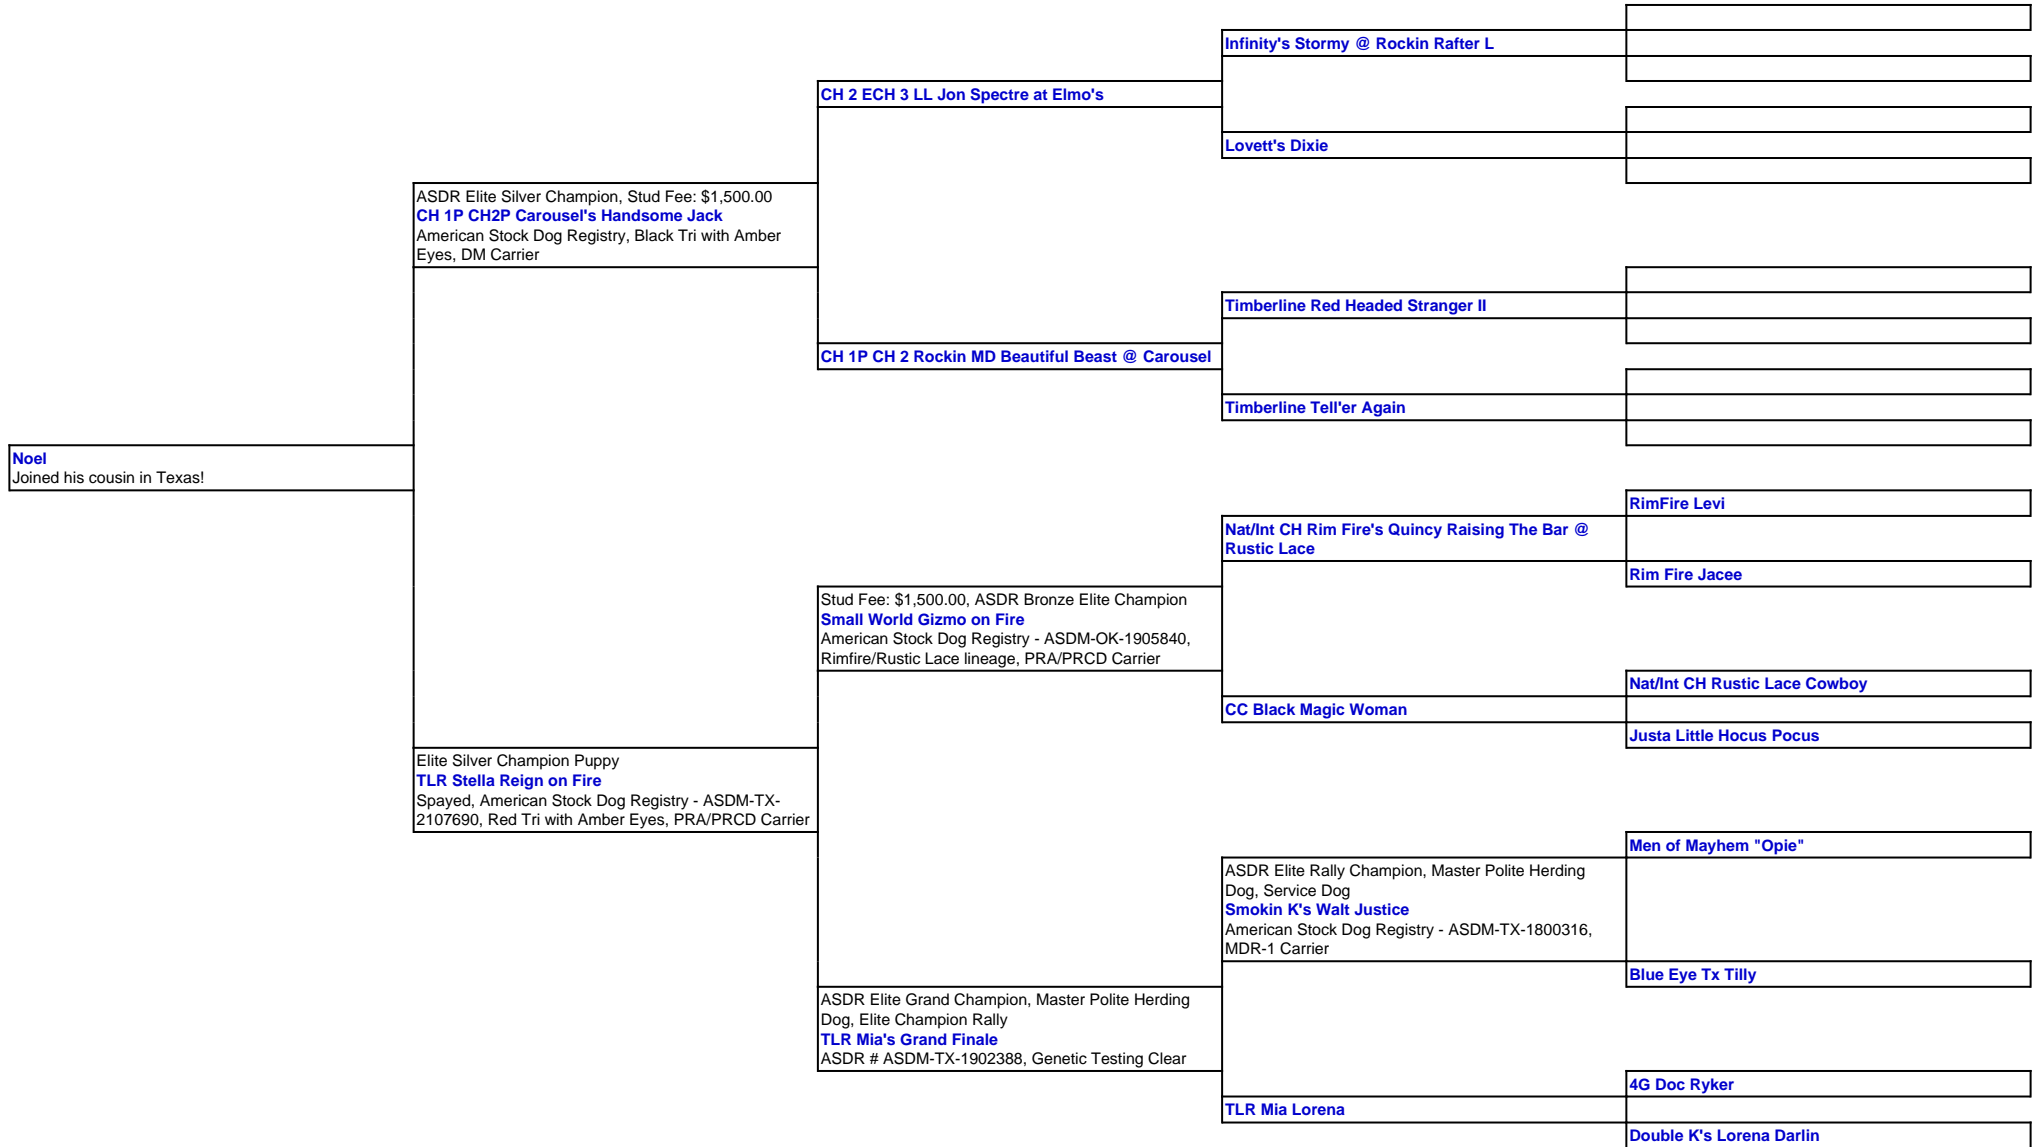 Infinity's Stormy @ Rockin Rafter L
CH 2 ECH 3 LL Jon Spectre at Elmo's
Lovett's Dixie
ASDR Elite Silver Champion, Stud Fee: $1,500.00
CH 1P CH2P Carousel's Handsome Jack
American Stock Dog Registry, Black Tri with Amber
Eyes, DM Carrier
Timberline Red Headed Stranger II
CH 1P CH 2 Rockin MD Beautiful Beast @ Carousel
Timberline Tell'er Again
Noel
Joined his cousin in Texas!
RimFire Levi
Nat/Int CH Rim Fire's Quincy Raising The Bar @
Rustic Lace
Rim Fire Jacee
Stud Fee: $1,500.00, ASDR Bronze Elite Champion
Small World Gizmo on Fire
American Stock Dog Registry - ASDM-OK-1905840,
Rimfire/Rustic Lace lineage, PRA/PRCD Carrier
Nat/Int CH Rustic Lace Cowboy
CC Black Magic Woman
Justa Little Hocus Pocus
Elite Silver Champion Puppy
TLR Stella Reign on Fire
Spayed, American Stock Dog Registry - ASDM-TX-
2107690, Red Tri with Amber Eyes, PRA/PRCD Carrier
Men of Mayhem "Opie"
ASDR Elite Rally Champion, Master Polite Herding
Dog, Service Dog
Smokin K's Walt Justice
American Stock Dog Registry - ASDM-TX-1800316,
MDR-1 Carrier
Blue Eye Tx Tilly
ASDR Elite Grand Champion, Master Polite Herding
Dog, Elite Champion Rally
TLR Mia's Grand Finale
ASDR # ASDM-TX-1902388, Genetic Testing Clear
4G Doc Ryker
TLR Mia Lorena
Double K's Lorena Darlin